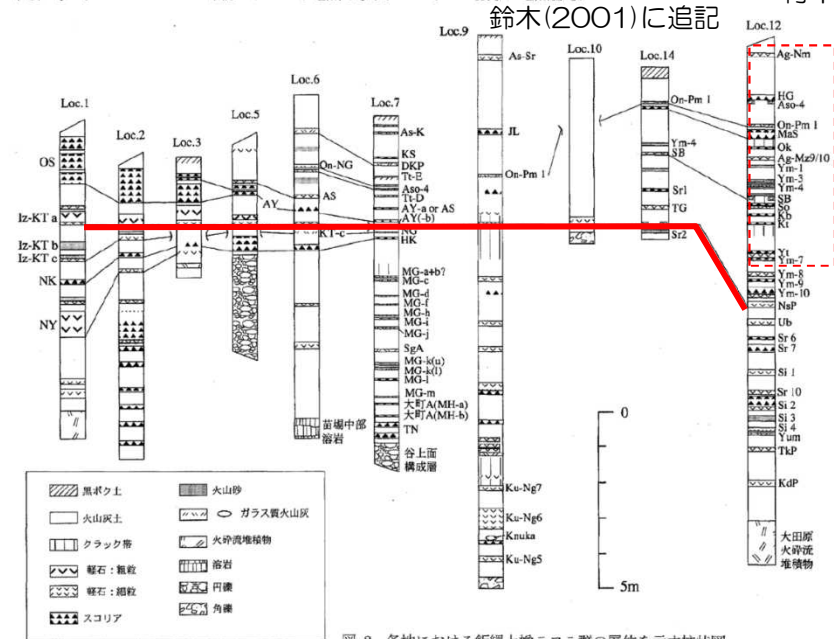 鈴木(2001)に追記
Loc.1
OS
Iz-KT a
Iz-KT b
Iz-KT c
NK
NY
Loc.2
Loc.3
AY
Loc.5
Loc.6
On-NG
AS
KT-c
苗場中部
溶岩
Loc.7
As-K
KS
DKP
Tt-E
Aso-4
Tt-D
AY-a or AS
AY(-b)
NG
HK
MG-a+b?
MG-c
MG-d
MG-f
MG-h
MG-i
MG-j
SgA
MG-k(u)
MG-k(l)
MG-l
MG-m
大町A(MH-a)
大町A(MH-b)
TN
谷上面
構成層
Loc.9
As-Sr
JL
On-Pm 1
Ku-Ng7
Ku-Ng6
Knuka
Ku-Ng5
Loc.10
Loc.14
On-Pm 1
Ym-4
SB
Sr1
TG
Sr2
Loc.12
Ag-Nm
HG
Aso-4
On-Pm 1
MaS
Ok
Ag-Mz9/10
Ym-1
Ym-3
Ym-4
SB
So
Kb
Kt
Yt
Ym-7
Ym-8
Ym-9
Ym-10
NsP
Ub
Sr 6
Sr 7
Si 1
Sr 10
Si 2
Si 3
Si 4
Yum
TkP
KdP
大田原
火砕流
堆積物
0
5m
黒ボク土
火山灰土
クラック帯
軽石：粗粒
軽石：細粒
スコリア
火山砂
ガラス質火山灰
火砕流堆積物
溶岩
円礫
角礫